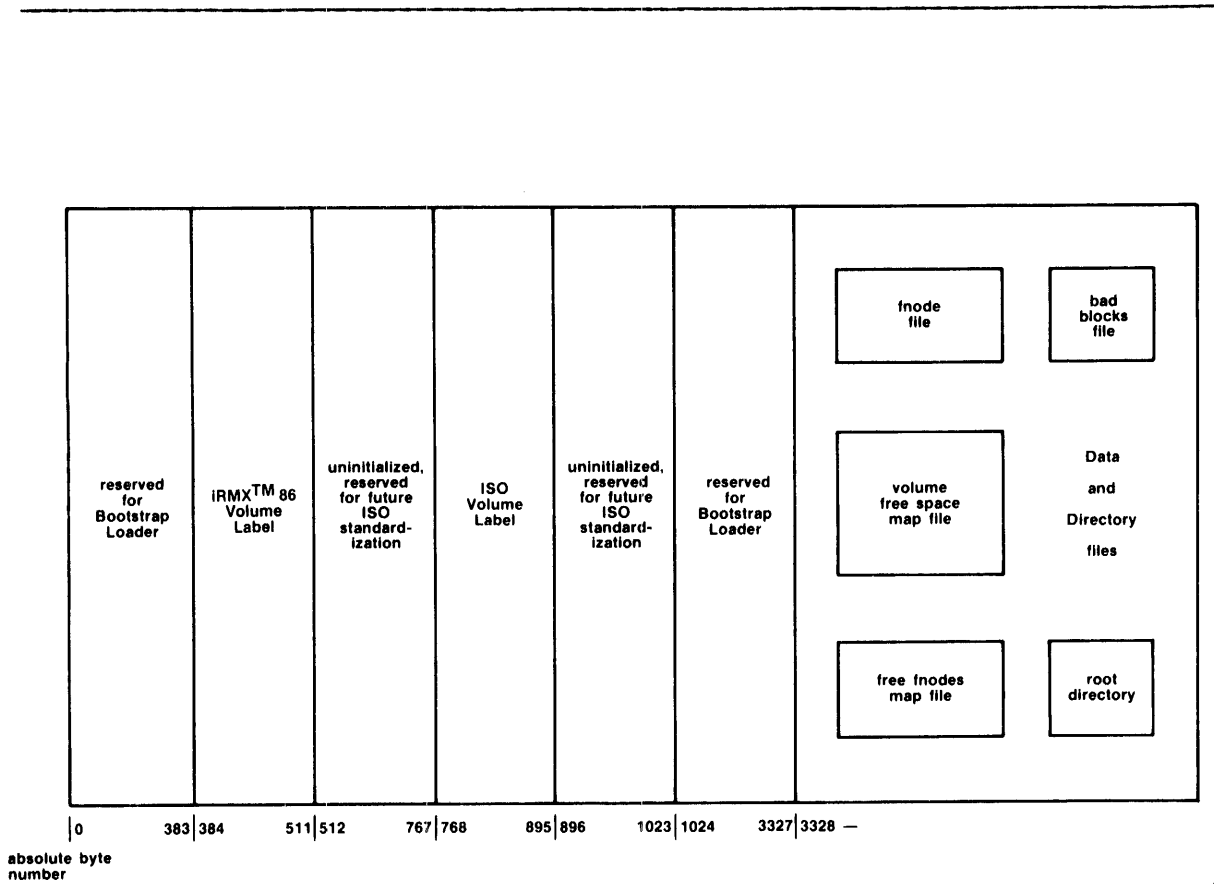 reserved
for
Bootstrap
Loader
iRMX™ 86
Volume
Label
uninitialized,
reserved
for future
ISO
standard-
ization
ISO
Volume
Label
uninitialized,
reserved
for future
ISO
standard-
ization
reserved
for
Bootstrap
Loader
fnode
file
bad
blocks
file
volume
free space
map file
Data
and
Directory
files
free fnodes
map file
root
directory
0 383 384 511 512 767 768 895 896 1023 1024 3327 3328 —
absolute byte
number